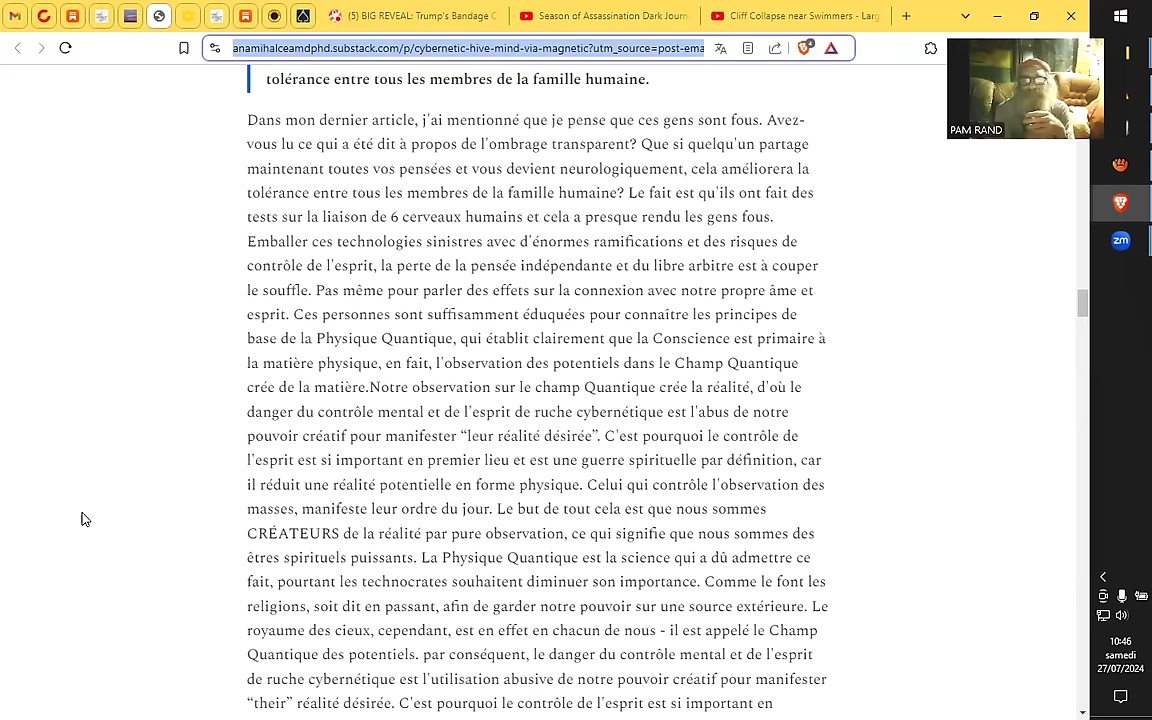 (5) BIG REVEAL: Trump's Bandage C
Season of Assassination Dark Journ
Cliff Collapse near Swimmers - Larg
anamihalceamdphd.substack.com/p/cybernetic-hive-mind-via-magnetic?utm_source=post-ema
4
PAM RAND
tolérance entre tous les membres de la famille humaine.
Dans mon dernier article, j'ai mentionné que je pense que ces gens sont fous. Avez-
vous lu ce qui a été dit à propos de l'ombrage transparent? Que si quelqu'un partage
maintenant toutes vos pensées et vous devient neurologiquement, cela améliorera la
tolérance entre tous les membres de la famille humaine? Le fait est qu'ils ont fait des
tests sur la liaison de 6 cerveaux humains et cela a presque rendu les gens fous.
Emballer ces technologies sinistres avec d'énormes ramifications et des risques de
contrôle de l'esprit, la perte de la pensée indépendante et du libre arbitre est à couper
le souffle. Pas même pour parler des effets sur la connexion avec notre propre âme et
esprit. Ces personnes sont suffisamment éduquées pour connaître les principes de
base de la Physique Quantique, qui établit clairement que la Conscience est primaire à
la matière physique, en fait, l'observation des potentiels dans le Champ Quantique
crée de la matière.Notre observation sur le champ Quantique crée la réalité, d'où le
danger du contrôle mental et de l'esprit de ruche cybernétique est l'abus de notre
pouvoir créatif pour manifester “leur réalité désirée”. C'est pourquoi le contrôle de
l'esprit est si important en premier lieu et est une guerre spirituelle par définition, car
il réduit une réalité potentielle en forme physique. Celui qui contrôle l'observation des
masses, manifeste leur ordre du jour. Le but de tout cela est que nous sommes
CRÉATEURS de la réalité par pure observation, ce qui signifie que nous sommes des
êtres spirituels puissants. La Physique Quantique est la science qui a dû admettre ce
fait, pourtant les technocrates souhaitent diminuer son importance. Comme le font les
religions, soit dit en passant, afin de garder notre pouvoir sur une source extérieure. Le
royaume des cieux, cependant, est en effet en chacun de nous - il est appelé le Champ
Quantique des potentiels. par conséquent, le danger du contrôle mental et de l'esprit
de ruche cybernétique est l'utilisation abusive de notre pouvoir créatif pour manifester
“their” réalité désirée. C'est pourquoi le contrôle de l'esprit est si important en
zm
10:46
samedi
27/07/2024